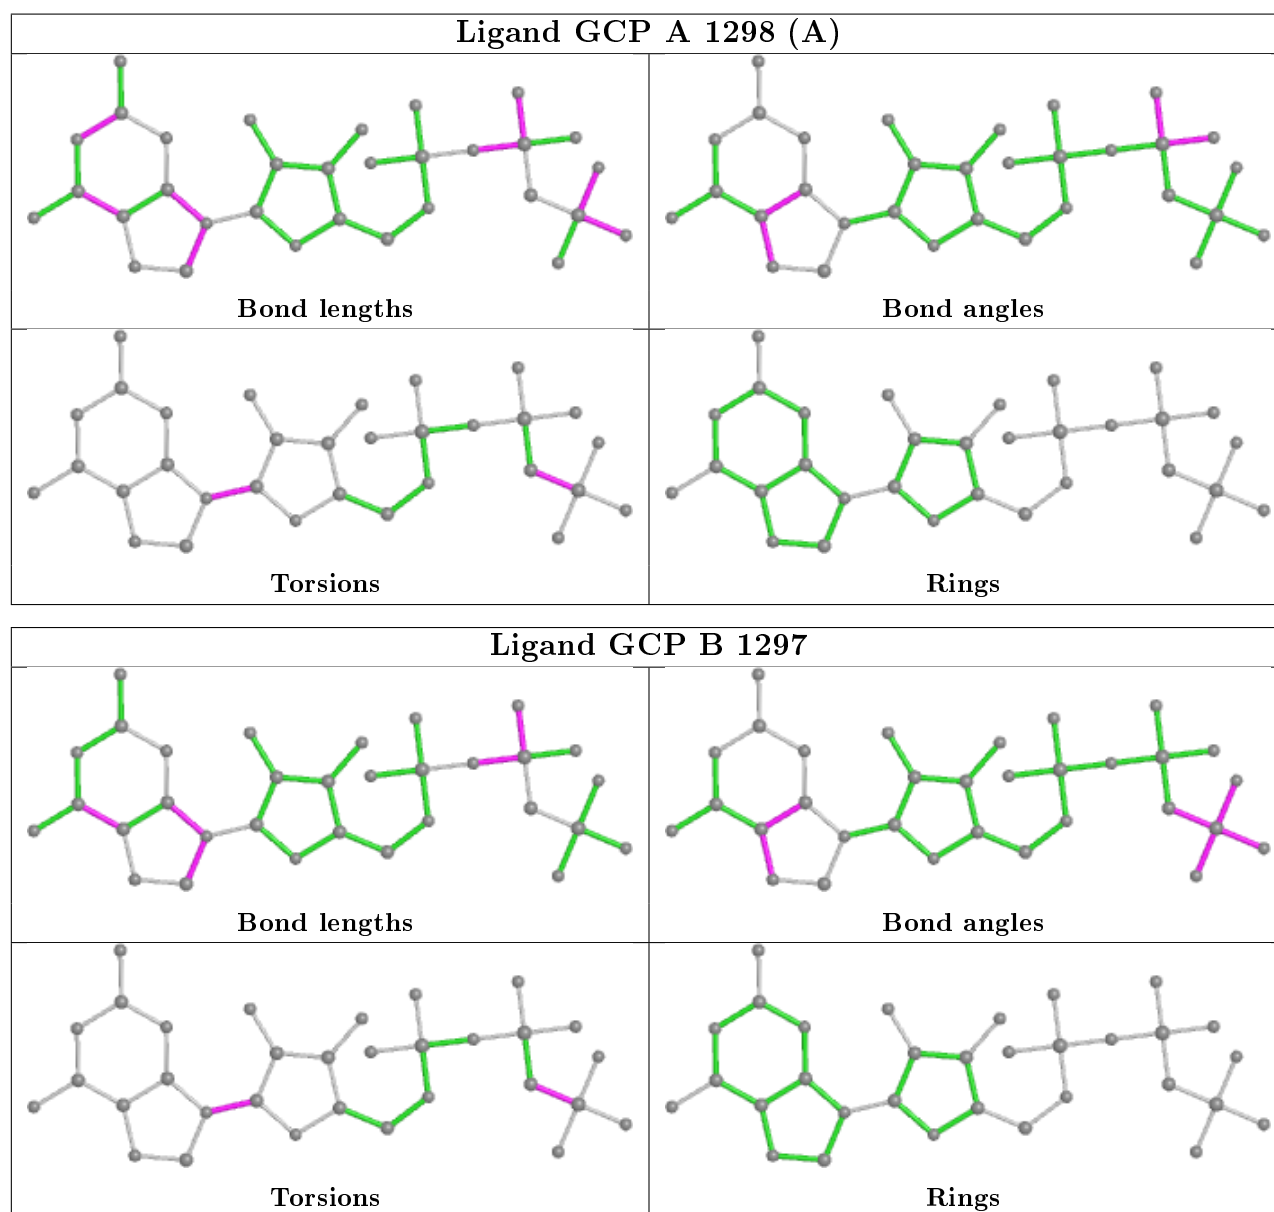 Ligand GCP A 1298 (A)
Bond lengths
Bond angles
Torsions
Rings
Ligand GCP B 1297
Bond lengths
Bond angles
Torsions
Rings